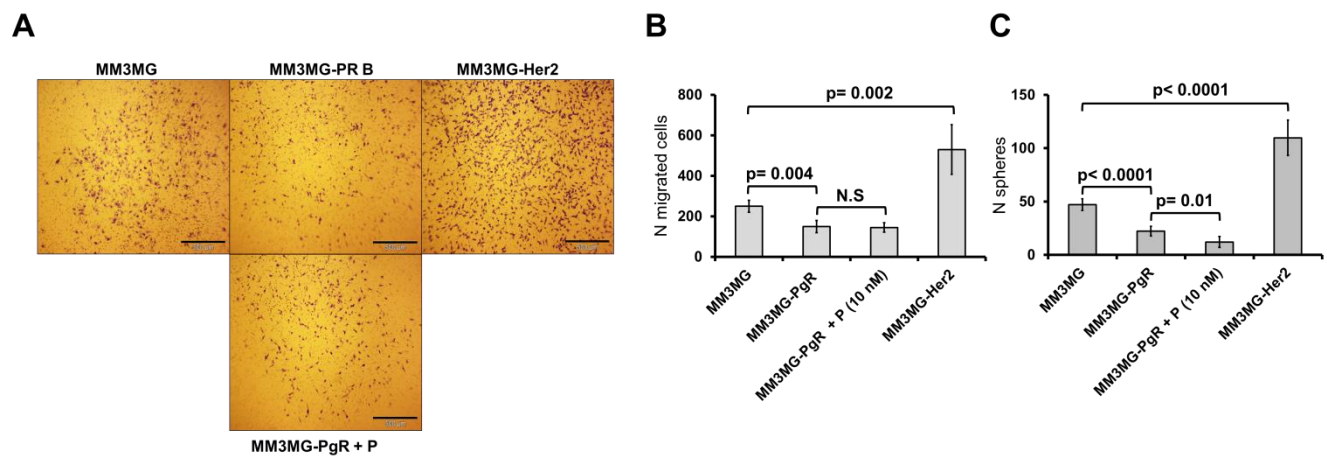 A
MM3MG
MM3MG-PR B
MM3MG-Her2
MM3MG-PgR + P
B
N migrated cells
800
600
400
200
0
p= 0.002
p= 0.004
N.S
MM3MG
MM3MG-PgR
MM3MG-PgR + P (10 nM)
MM3MG-Her2
C
N spheres
150
100
50
0
p< 0.0001
p< 0.0001
p= 0.01
MM3MG
MM3MG-PgR
MM3MG-PgR + P (10 nM)
MM3MG-Her2